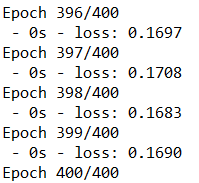 Epoch 396/400
 - 0s - loss: 0.1697
Epoch 397/400
 - 0s - loss: 0.1708
Epoch 398/400
 - 0s - loss: 0.1683
Epoch 399/400
 - 0s - loss: 0.1690
Epoch 400/400